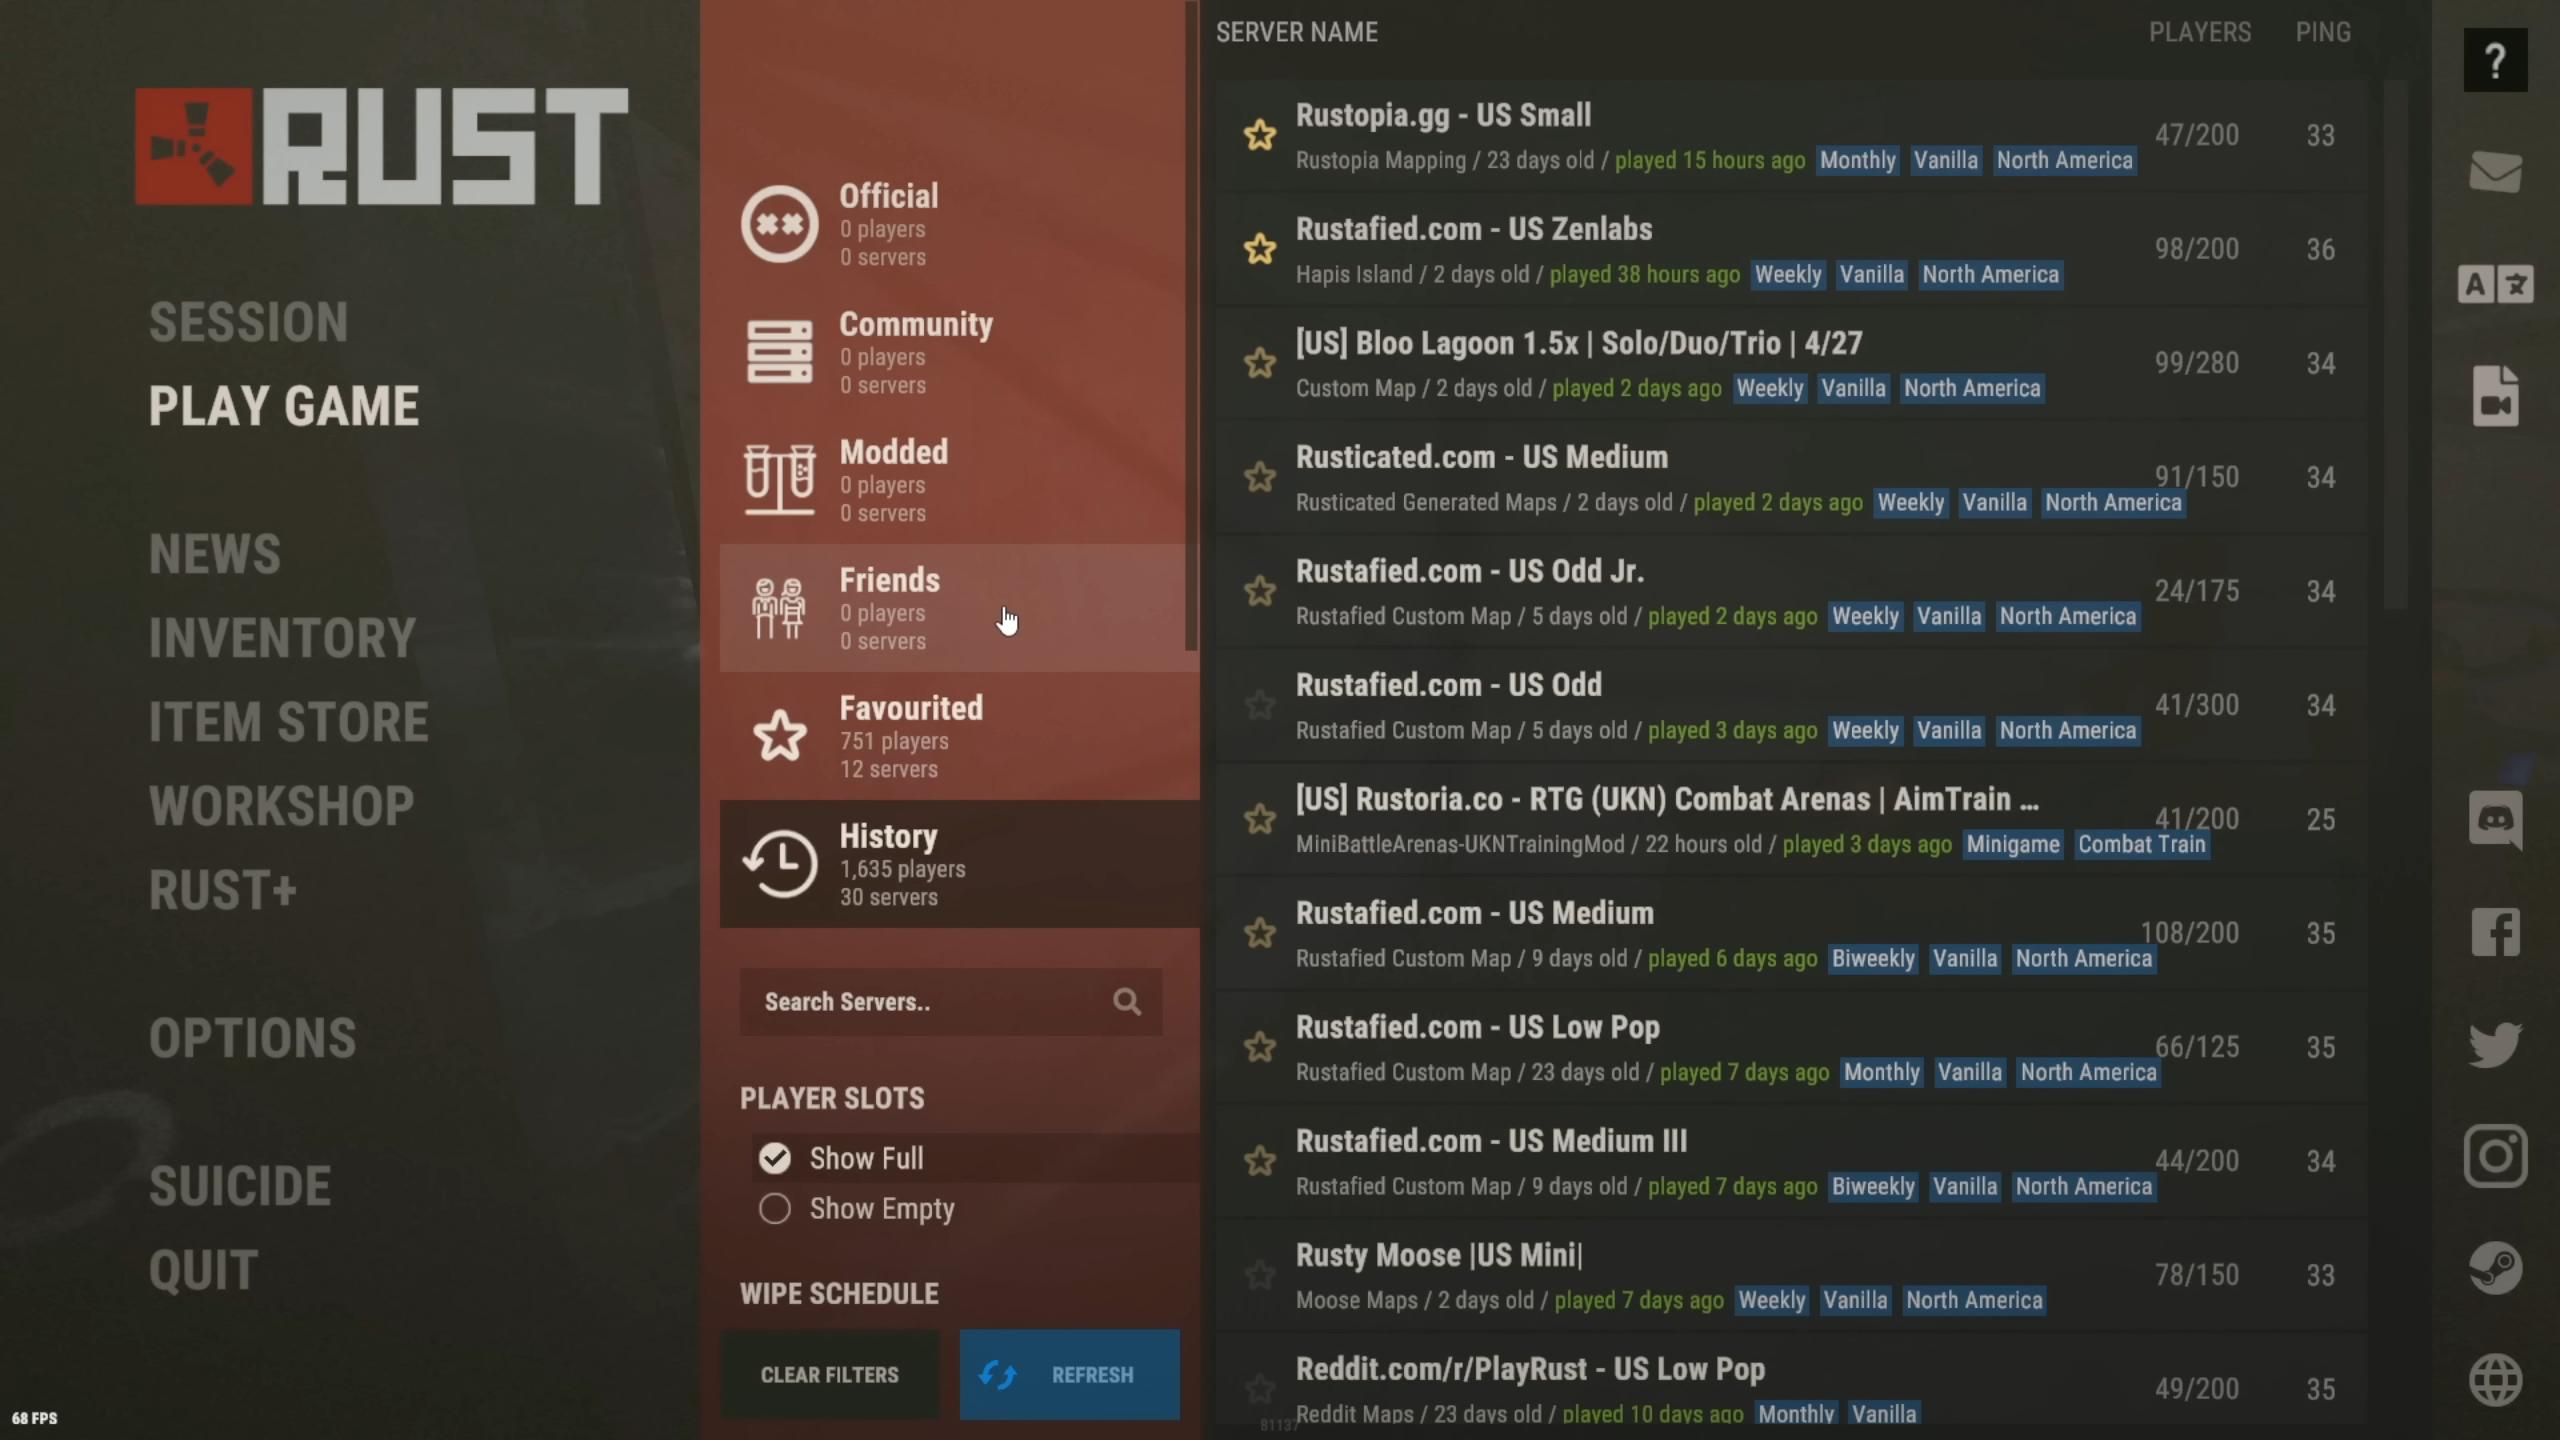 RUST
SESSION
PLAY GAME
NEWS
INVENTORY
ITEM STORE
WORKSHOP
RUST+
OPTIONS
SUICIDE
QUIT
68 FPS
Official
0 players
0 servers
Community
0 players
0 servers
Modded
0 players
0 servers
Friends
0 players
0 servers
Favourited
751 players
12 servers
History
1,635 players
30 servers
Search Servers..
PLAYER SLOTS
Show Full
Show Empty
WIPE SCHEDULE
CLEAR FILTERS
REFRESH
SERVER NAME PLAYERS PING
Rustopia.gg - US Small 47/200 33
Rustopia Mapping / 23 days old / played 15 hours ago Monthly Vanilla North America
Rustafied.com - US Zenlabs 98/200 36
Hapis Island / 2 days old / played 38 hours ago Weekly Vanilla North America
[US] Bloo Lagoon 1.5x | Solo/Duo/Trio | 4/27 99/280 34
Custom Map / 2 days old / played 2 days ago Weekly Vanilla North America
Rusticated.com - US Medium 91/150 34
Rusticated Generated Maps / 2 days old / played 2 days ago Weekly Vanilla North America
Rustafied.com - US Odd Jr. 24/175 34
Rustafied Custom Map / 5 days old / played 2 days ago Weekly Vanilla North America
Rustafied.com - US Odd 41/300 34
Rustafied Custom Map / 5 days old / played 3 days ago Weekly Vanilla North America
[US] Rustoria.co - RTG (UKN) Combat Arenas | AimTrain ... 41/200 25
MiniBattleArenas-UKNTrainingMod / 22 hours old / played 3 days ago Minigame Combat Train
Rustafied.com - US Medium 108/200 35
Rustafied Custom Map / 9 days old / played 6 days ago Biweekly Vanilla North America
Rustafied.com - US Low Pop 66/125 35
Rustafied Custom Map / 23 days old / played 7 days ago Monthly Vanilla North America
Rustafied.com - US Medium III 44/200 34
Rustafied Custom Map / 9 days old / played 7 days ago Biweekly Vanilla North America
Rusty Moose |US Mini| 78/150 33
Moose Maps / 2 days old / played 7 days ago Weekly Vanilla North America
Reddit.com/r/PlayRust - US Low Pop 49/200 35
Reddit Maps / 23 days old / played 10 days ago Monthly Vanilla
?
A 文